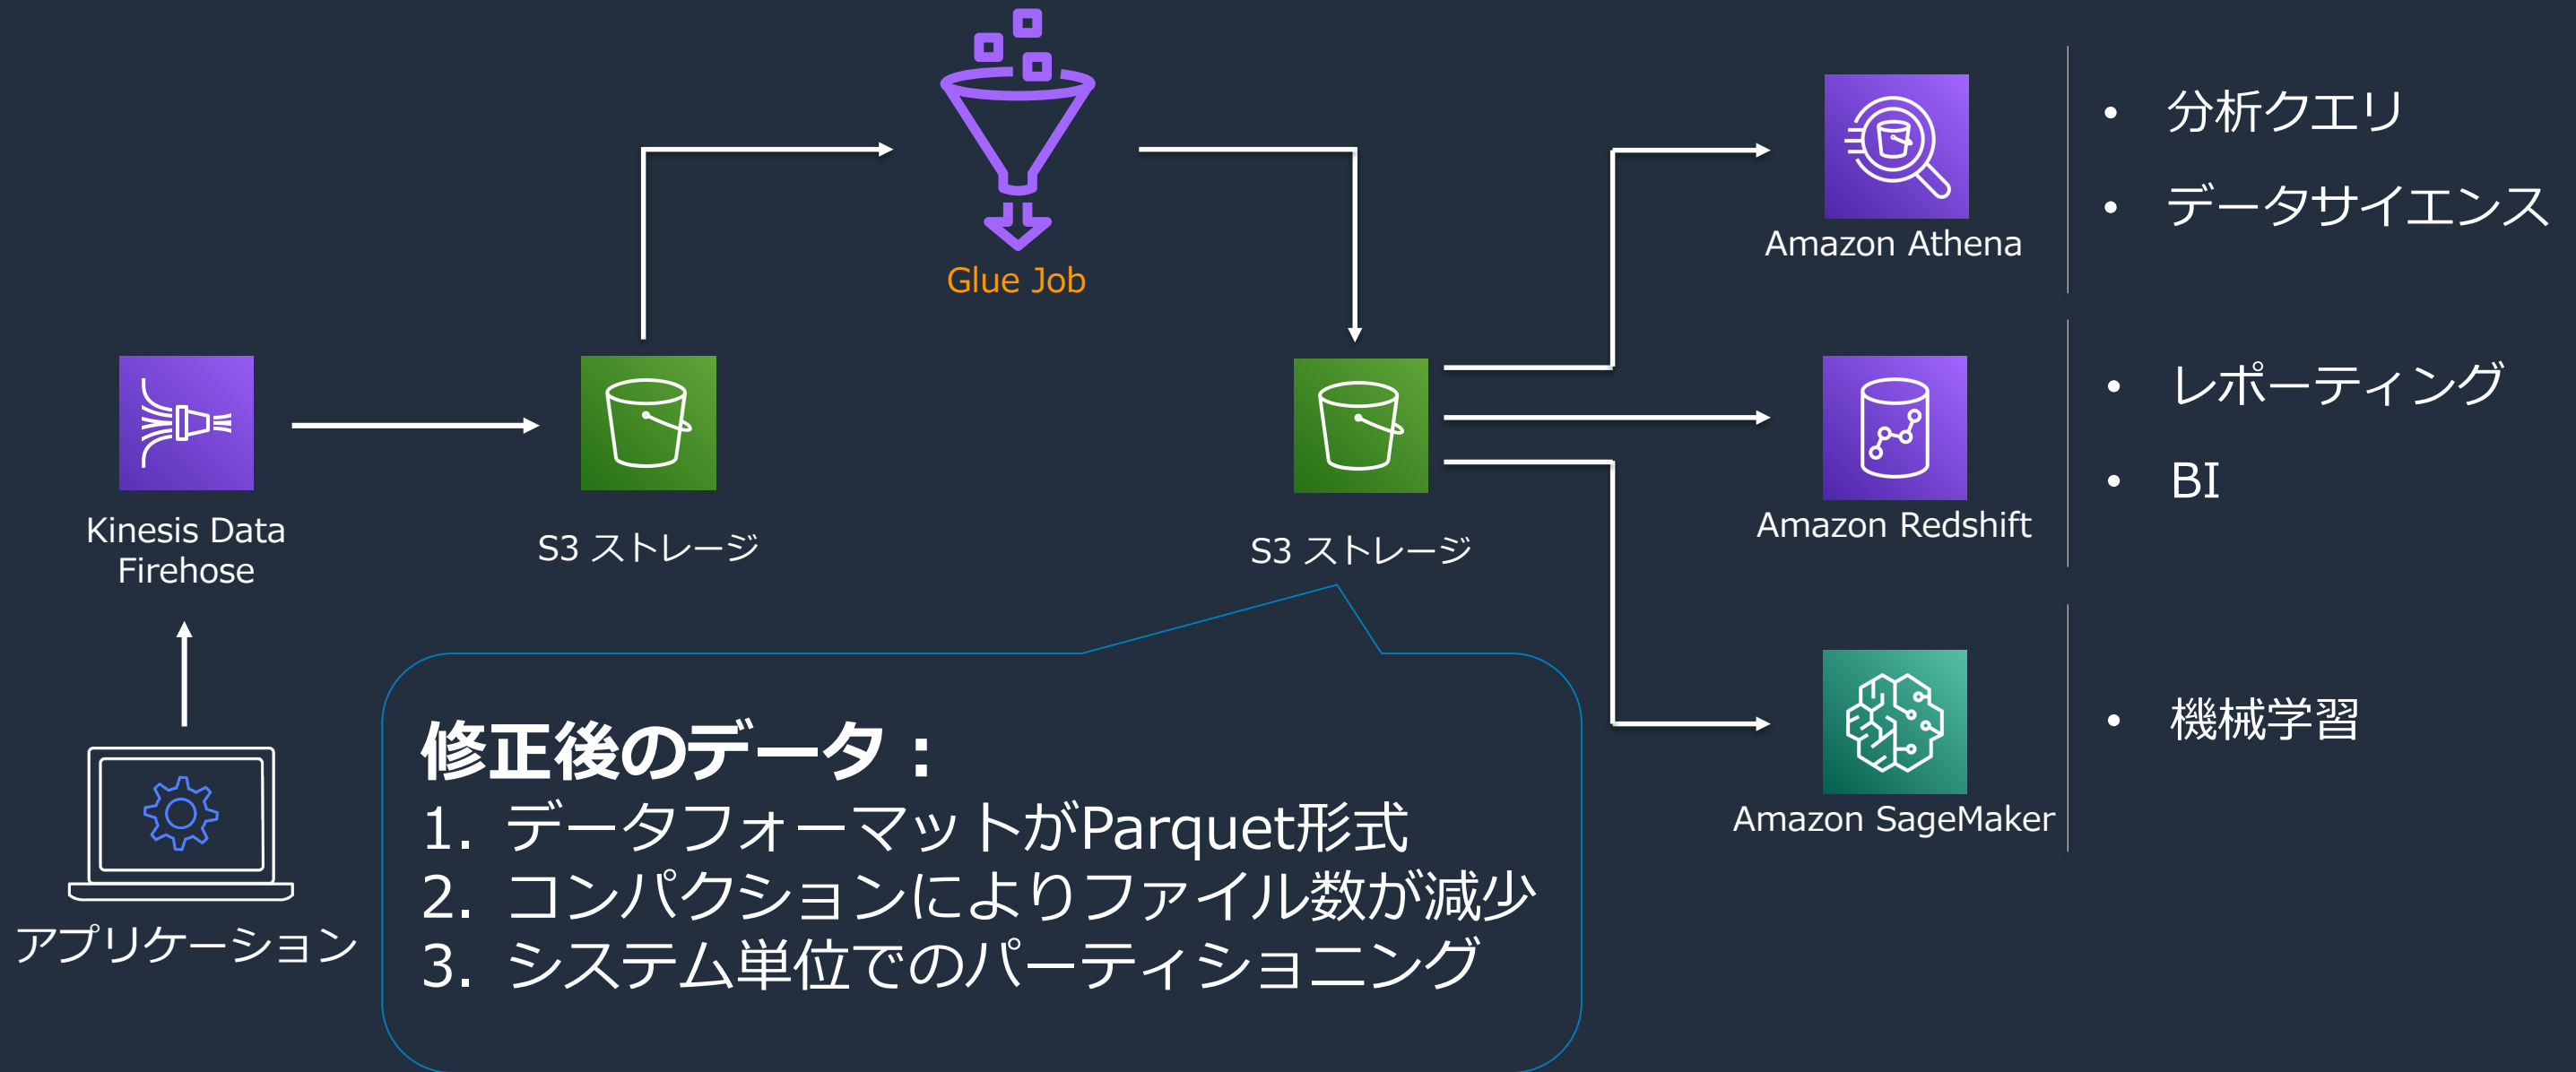 Glue Job
Amazon Athena
• 分析クエリ
• データサイエンス
Kinesis Data
Firehose
S3 ストレージ
S3 ストレージ
Amazon Redshift
• レポーティング
• BI
Amazon SageMaker
• 機械学習
アプリケーション
修正後のデータ：
1. データフォーマットがParquet形式
2. コンパクションによりファイル数が減少
3. システム単位でのパーティショニング